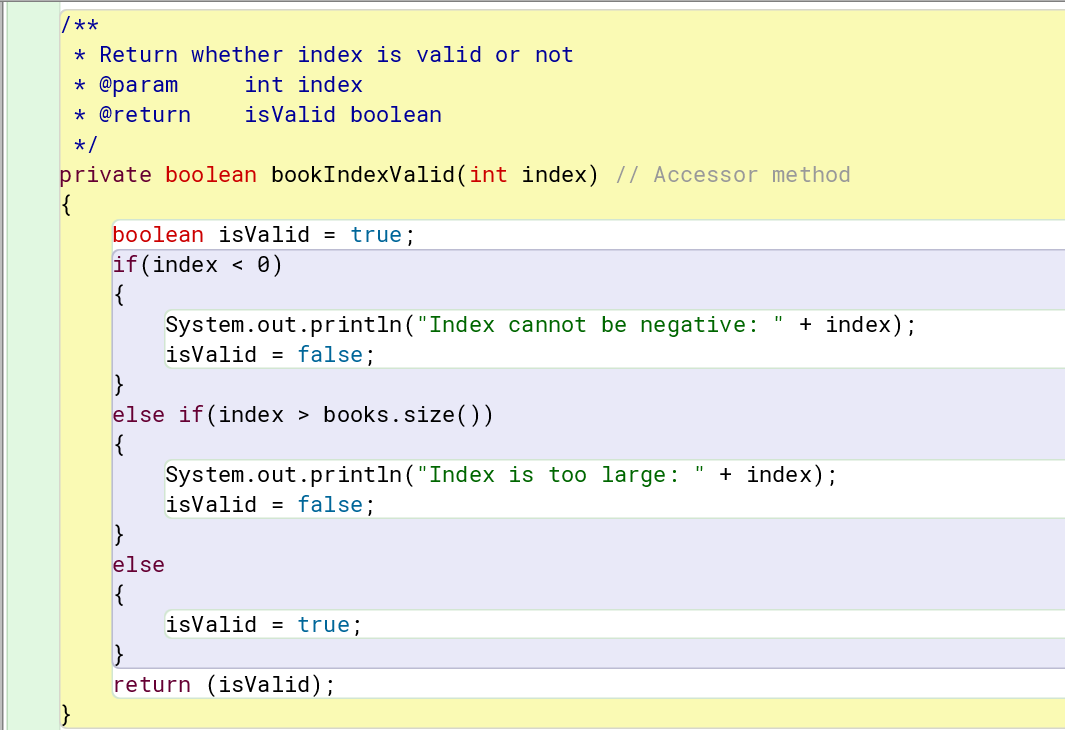 /**
 * Return whether index is valid or not
 * @param     int index
 * @return    isValid boolean
 */
private boolean bookIndexValid(int index) // Accessor method
{
    boolean isValid = true;
    if(index < 0)
    {
        System.out.println("Index cannot be negative: " + index);
        isValid = false;
    }
    else if(index > books.size())
    {
        System.out.println("Index is too large: " + index);
        isValid = false;
    }
    else
    {
        isValid = true;
    }
    return (isValid);
}